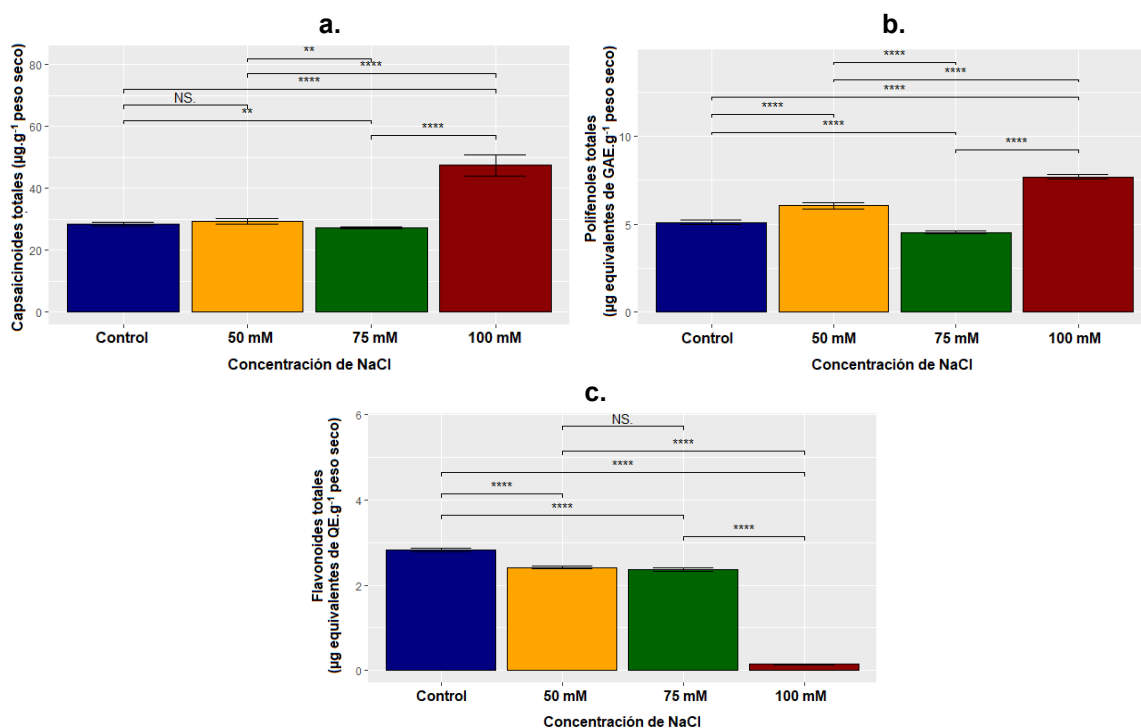 a.
Capsaicinoides totales (µg.g⁻¹ peso seco)
80
60
40
20
0
**
****
****
NS.
**
****
Control
50 mM
75 mM
100 mM
Concentración de NaCl
b.
Polifenoles totales
(µg equivalentes de GAE.g⁻¹ peso seco)
10
5
0
****
****
****
****
****
****
Control
50 mM
75 mM
100 mM
Concentración de NaCl
c.
Flavonoides totales
(µg equivalentes de QE.g⁻¹ peso seco)
6
4
2
0
NS.
****
****
****
****
****
Control
50 mM
75 mM
100 mM
Concentración de NaCl